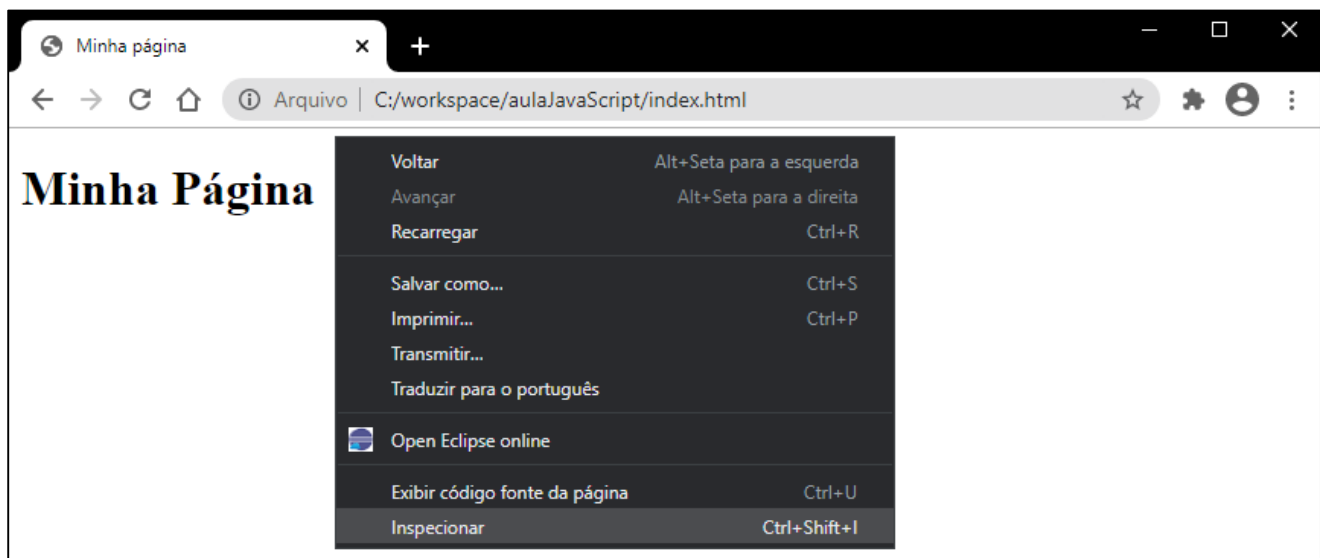 Minha página
Arquivo C:/workspace/aulaJavaScript/index.html
Minha Página
Voltar Alt+Seta para a esquerda
Avançar Alt+Seta para a direita
Recarregar Ctrl+R
Salvar como... Ctrl+S
Imprimir... Ctrl+P
Transmitir...
Traduzir para o português
Open Eclipse online
Exibir código fonte da página Ctrl+U
Inspecionar Ctrl+Shift+I